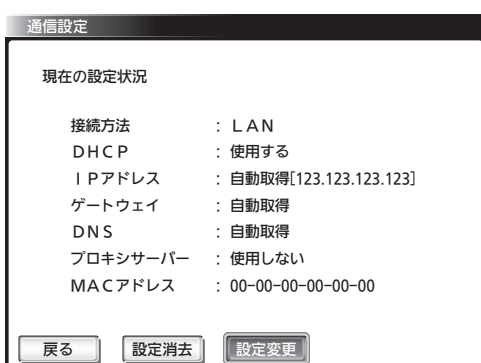 通信設定
現在の設定状況
接続方法 : ＬＡＮ
ＤＨＣＰ : 使用する
ＩＰアドレス : 自動取得[123.123.123.123]
ゲートウェイ : 自動取得
ＤＮＳ : 自動取得
プロキシサーバー : 使用しない
ＭＡＣアドレス : 00-00-00-00-00-00
戻る 設定消去 設定変更